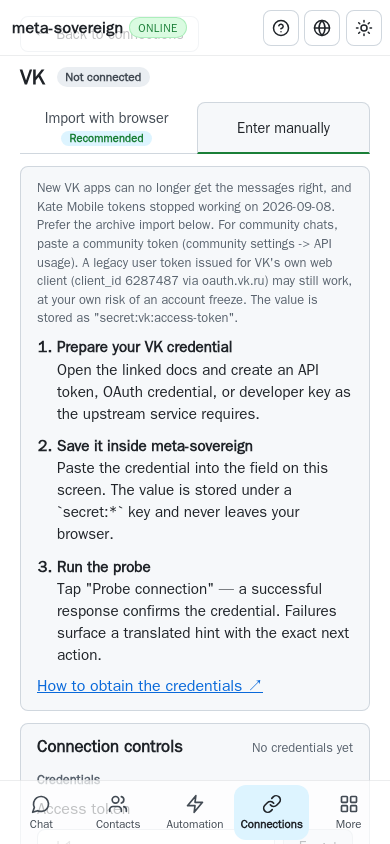 meta-sovereign ONLINE
Back to connections
VK Not connected
Import with browser
Recommended
Enter manually
New VK apps can no longer get the messages right, and
Kate Mobile tokens stopped working on 2026-09-08.
Prefer the archive import below. For community chats,
paste a community token (community settings -> API
usage). A legacy user token issued for VK's own web
client (client_id 6287487 via oauth.vk.ru) may still work,
at your own risk of an account freeze. The value is
stored as "secret:vk:access-token".
1. Prepare your VK credential
Open the linked docs and create an API
token, OAuth credential, or developer key as
the upstream service requires.
2. Save it inside meta-sovereign
Paste the credential into the field on this
screen. The value is stored under a
`secret:*` key and never leaves your
browser.
3. Run the probe
Tap "Probe connection" — a successful
response confirms the credential. Failures
surface a translated hint with the exact next
action.
How to obtain the credentials ↗
Connection controls No credentials yet
Credentials
Access token
Chat Contacts Automation Connections More